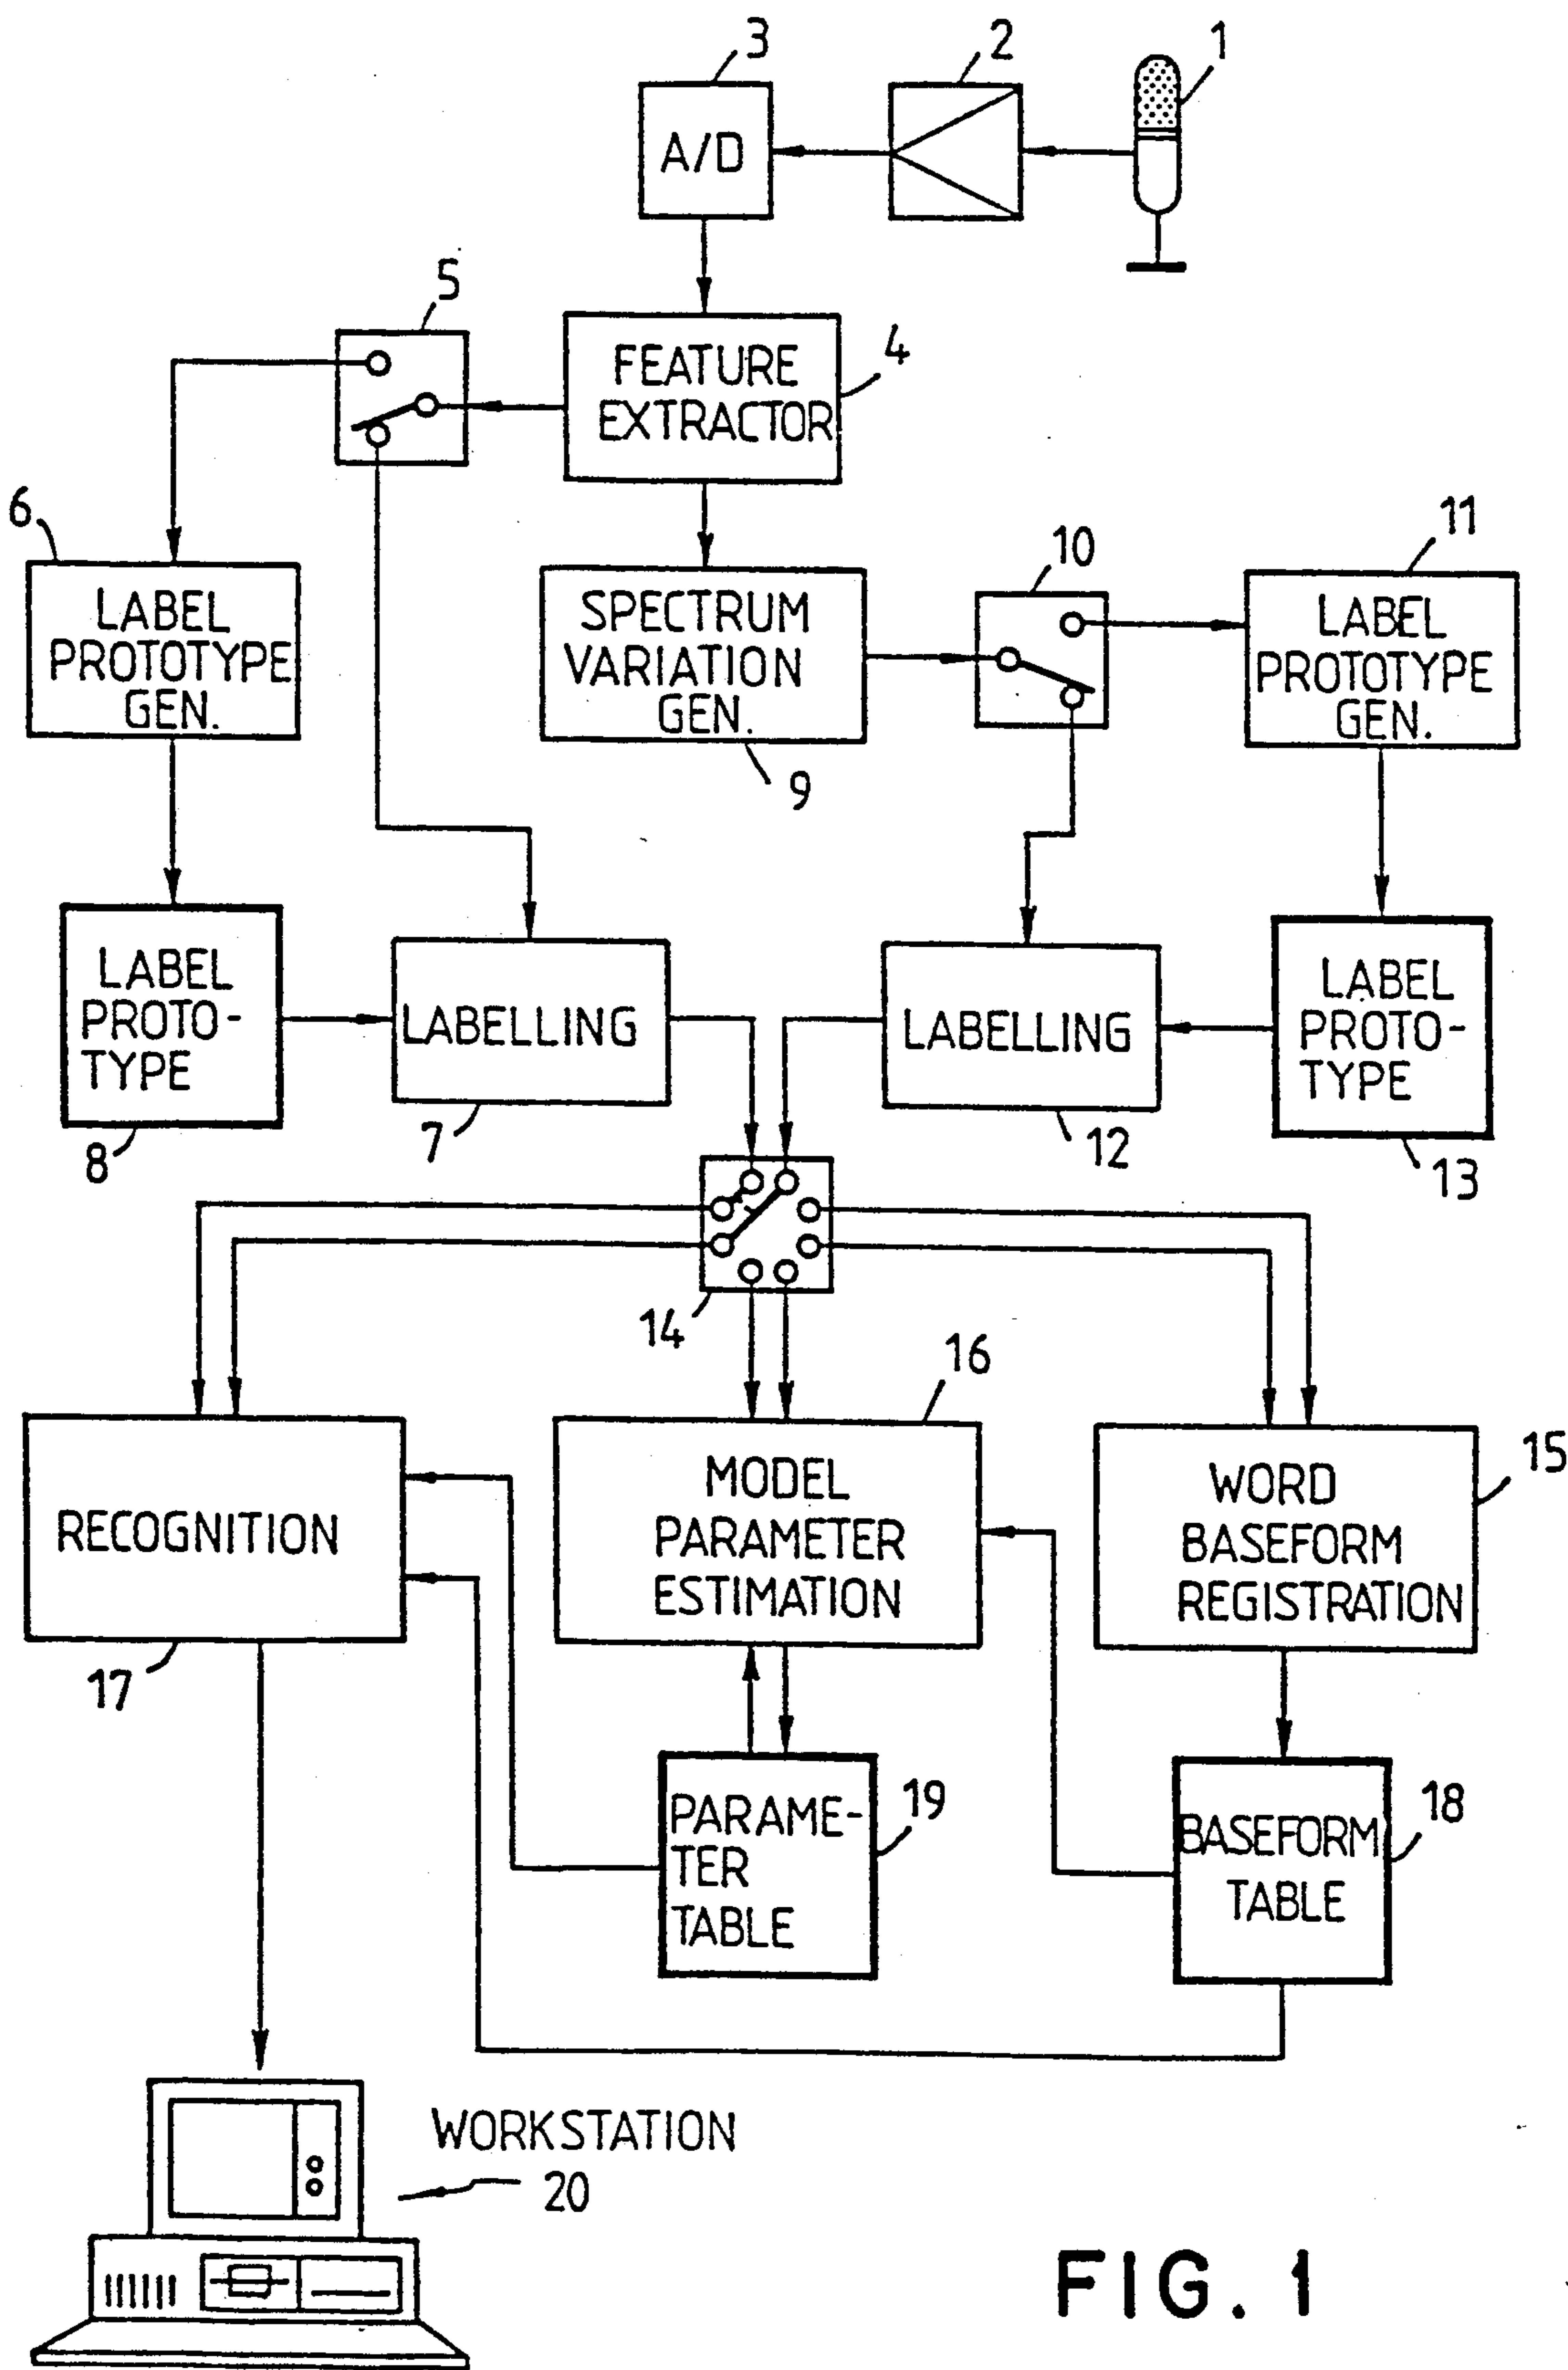 3
2
1
A/D
5
FEATURE
EXTRACTOR
4
6
LABEL
PROTOTYPE
GEN.
SPECTRUM
VARIATION
GEN.
9
10
11
LABEL
PROTOTYPE
GEN.
LABEL
PROTO-
TYPE
8
LABELLING
7
LABELLING
12
LABEL
PROTO-
TYPE
13
14
16
15
RECOGNITION
17
MODEL
PARAMETER
ESTIMATION
WORD
BASEFORM
REGISTRATION
PARAME-
TER
TABLE
19
BASEFORM
TABLE
18
WORKSTATION
20
FIG. 1